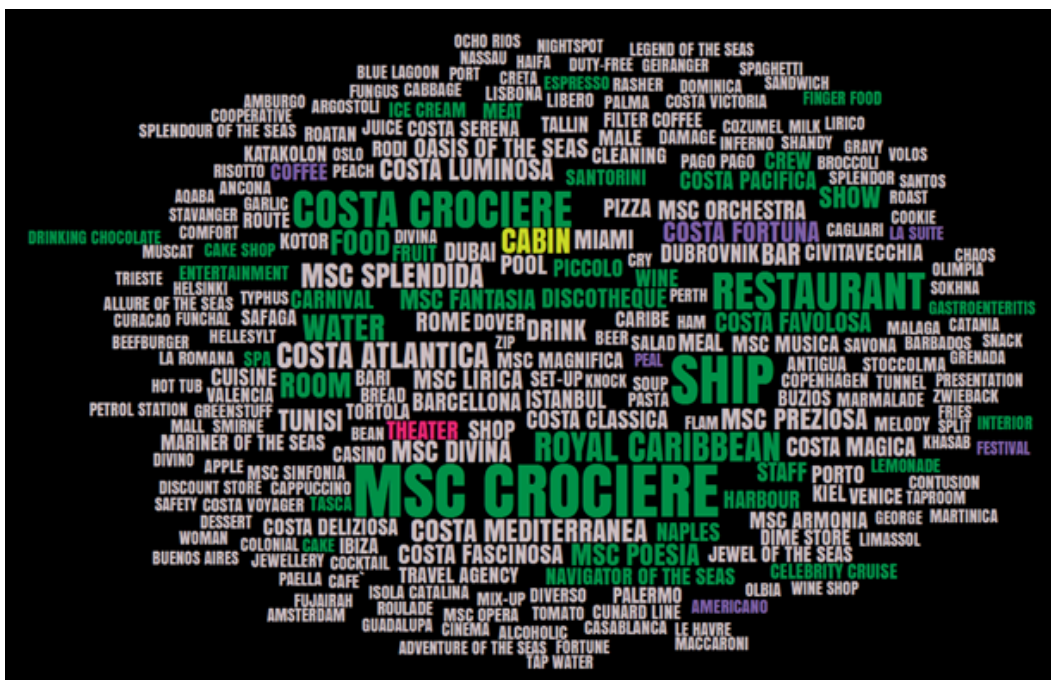 OCHO RIOS NIGHTSPOT LEGEND OF THE SEAS
NASSAU HAIFA DUTY-FREE GEIRANGER SPAGHETTI
BLUE LAGOON PORT CRETA ESPRESSO RASHER DOMINICA SANDWICH
FUNGUS CABBAGE LISBONA LIBERO PALMA COSTA VICTORIA FINGER FOOD
AMBURGO ARGOSTOLI ICE CREAM MEAT
COOPERATIVE TALLIN FILTER COFFEE COZUMEL MILK LIRICO
SPLENDOUR OF THE SEAS ROATAN JUICE COSTA SERENA MALE DAMAGE INFERNO SHANDY GRAVY
KATAKOLON OSLO RODI OASIS OF THE SEAS CLEANING PAGO PAGO CREW BROCCOLI VOLOS
RISOTTO COFFEE PEACH COSTA LUMINOSA SANTORINI COSTA PACIFICA SPLENDOR SANTOS
AQABA ANCONA GARLIC SHOW ROAST
STAVANGER ROUTE COSTA CROCIERE PIZZA MSC ORCHESTRA COOKIE
DRINKING CHOCOLATE COMFORT KOTOR FOOD DIVINA CABIN MIAMI COSTA FORTUNA CAGLIARI LA SUITE
MUSCAT CAKE SHOP FRUIT DUBAI POOL PICCOLO CRY DUBROVNIK BAR CIVITAVECCHIA CHAOS
TRIESTE ENTERTAINMENT MSC SPLENDIDA WINE RESTAURANT OLIMPIA
HELSINKI SOKHNA
ALLURE OF THE SEAS TYPHUS CARNIVAL MSC FANTASIA DISCOTHEQUE PERTH GASTROENTERITIS
CURACAO FUNCHAL SAFAGA WATER ROME DOVER DRINK CARIBE HAM COSTA FAVOLOSA MALAGA CATANIA
BEEFBURGER HELLESYLT ZIP BEER SALAD MEAL MSC MUSICA SAVONA BARBADOS SNACK
LA ROMANA SPA COSTA ATLANTICA MSC MAGNIFICA PEAL SHIP ANTIGUA STOCCOLMA GRENADA
HOT TUB CUISINE ROOM BARI MSC LIRICA SET-UP KNOCK SOUP COPENHAGEN TUNNEL PRESENTATION
VALENCIA BREAD BARCELLONA ISTANBUL PASTA BUZIOS MARMALADE ZWIEBACK
PETROL STATION GREENSTUFF TUNISI TORTOLA COSTA CLASSICA FLAM MSC PREZIOSA MELODY FRIES
MALL SMIRNE BEAN THEATER SHOP SPLIT INTERIOR
MARINER OF THE SEAS CASINO MSC DIVINA ROYAL CARIBBEAN COSTA MAGICA KHASAB FESTIVAL
DIVINO APPLE MSC SINFONIA MSC CROCIERE STAFF PORTO LEMONADE
DISCOUNT STORE CAPPUCCINO CONTUSION
SAFETY COSTA VOYAGER TASCA HARBOUR KIEL VENICE TAPROOM
DESSERT COSTA DELIZIOSA COSTA MEDITERRANEA NAPLES MSC ARMONIA GEORGE MARTINICA
WOMAN COLONIAL CAKE IBIZA DIME STORE LIMASSOL
BUENOS AIRES JEWELLERY COCKTAIL COSTA FASCINOSA MSC POESIA JEWEL OF THE SEAS
PAELLA CAFE` TRAVEL AGENCY NAVIGATOR OF THE SEAS CELEBRITY CRUISE
FUJAIRAH ISOLA CATALINA MIX-UP DIVERSO PALERMO OLBIA WINE SHOP
AMSTERDAM ROULADE MSC OPERA TOMATO CUNARD LINE AMERICANO
GUADALUPA CINEMA ALCOHOLIC CASABLANCA LE HAVRE
ADVENTURE OF THE SEAS FORTUNE MACCARONI
TAP WATER